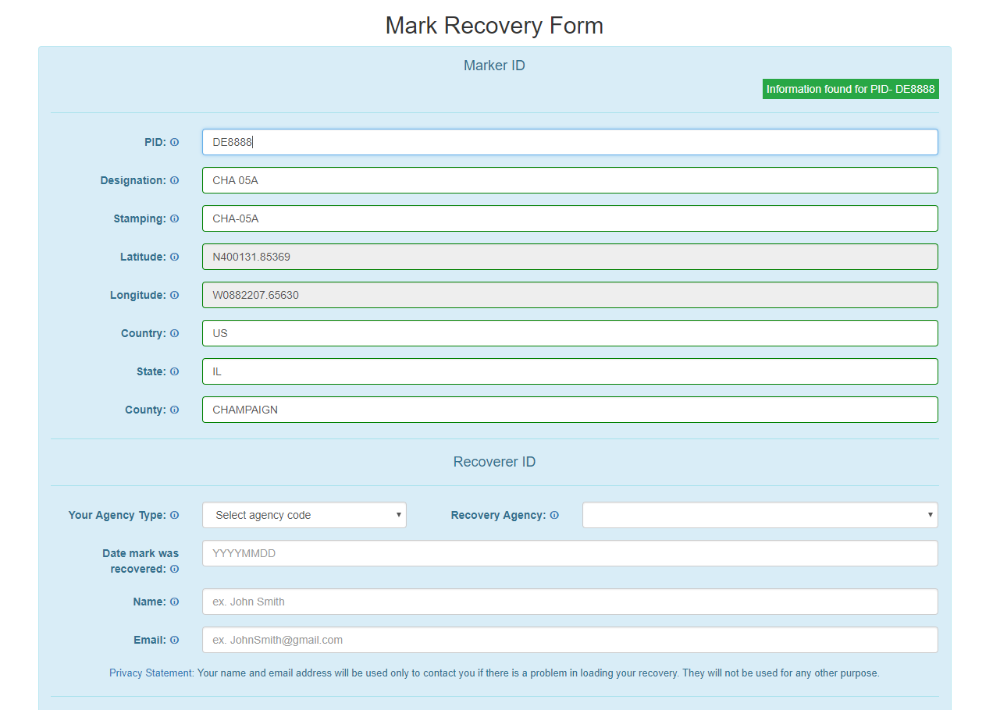 Mark Recovery Form
Marker ID
Information found for PID- DE8888
PID: DE8888
Designation: CHA 05A
Stamping: CHA-05A
Latitude: N400131.85369
Longitude: W0882207.65630
Country: US
State: IL
County: CHAMPAIGN
Recoverer ID
Your Agency Type: Select agency code Recovery Agency:
Date mark was
recovered: YYYYMMDD
Name: ex. John Smith
Email: ex. JohnSmith@gmail.com
Privacy Statement: Your name and email address will be used only to contact you if there is a problem in loading your recovery. They will not be used for any other purpose.